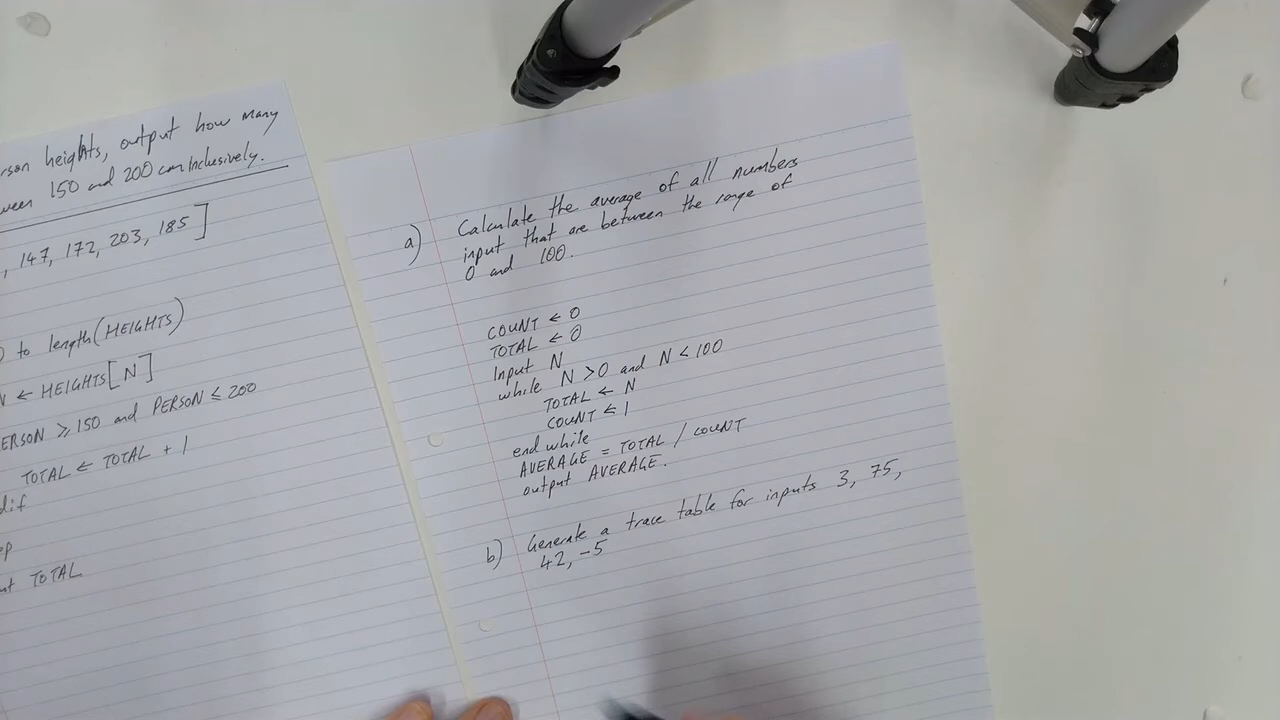 rson heights, output how many
ween 150 and 200 cm Inclusively.
, 147, 172, 203, 185]
to length(HEIGHTS)
← HEIGHTS[N]
ERSON ≥ 150 and PERSON ≤ 200
TOTAL ← TOTAL + 1
dif
op
TOTAL
a) Calculate the average of all numbers
input that are between the range of
0 and 100.
COUNT ← 0
TOTAL ← 0
Input N
while N > 0 and N < 100
TOTAL ← N
COUNT ← 1
end while
AVERAGE = TOTAL / COUNT
output AVERAGE.
b) Generate a trace table for inputs 3, 75,
42, -5